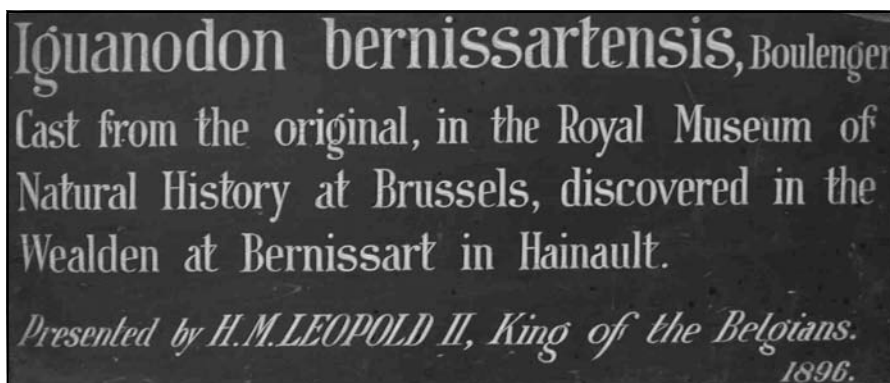 Iguanodon bernissartensis, Boulenger
Cast from the original, in the Royal Museum of
Natural History at Brussels, discovered in the
Wealden at Bernissart in Hainault.
Presented by H.M. LEOPOLD II, King of the Belgians.
1896.